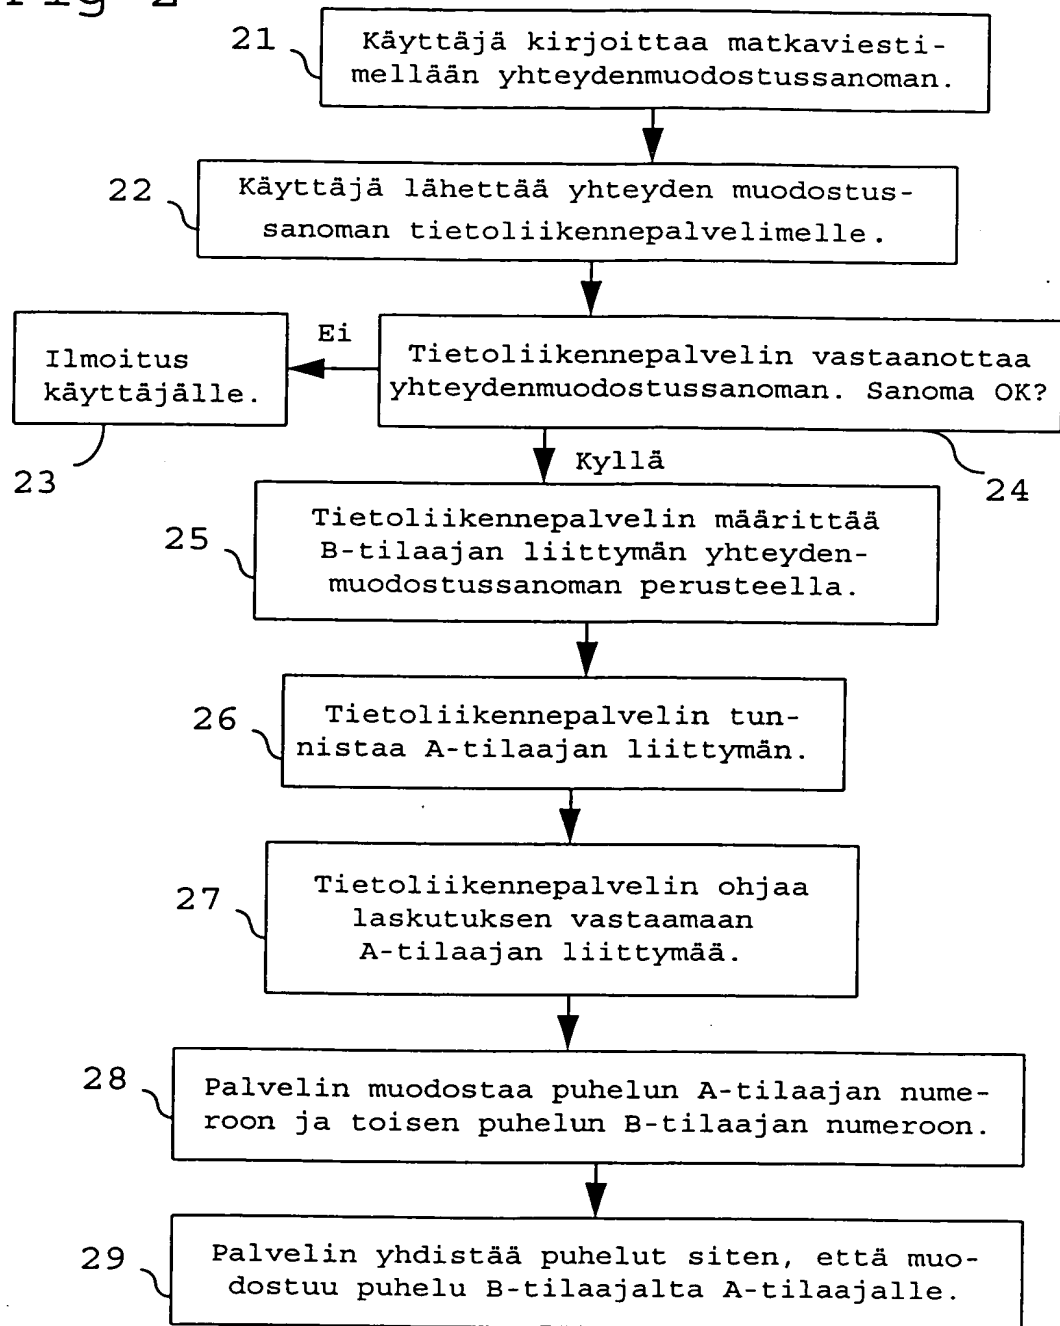 Fig 2
21
Käyttäjä kirjoittaa matkaviesti-
mellään yhteydenmuodostussanoman.
22
Käyttäjä lähettää yhteyden muodostus-
sanoman tietoliikennepalvelimelle.
Ilmoitus
käyttäjälle.
23
Ei
Tietoliikennepalvelin vastaanottaa
yhteydenmuodostussanoman. Sanoma OK?
24
Kyllä
25
Tietoliikennepalvelin määrittää
B-tilaajan liittymän yhteyden-
muodostussanoman perusteella.
26
Tietoliikennepalvelin tun-
nistaa A-tilaajan liittymän.
27
Tietoliikennepalvelin ohjaa
laskutuksen vastaamaan
A-tilaajan liittymää.
28
Palvelin muodostaa puhelun A-tilaajan nume-
roon ja toisen puhelun B-tilaajan numeroon.
29
Palvelin yhdistää puhelut siten, että muo-
dostuu puhelu B-tilaajalta A-tilaajalle.